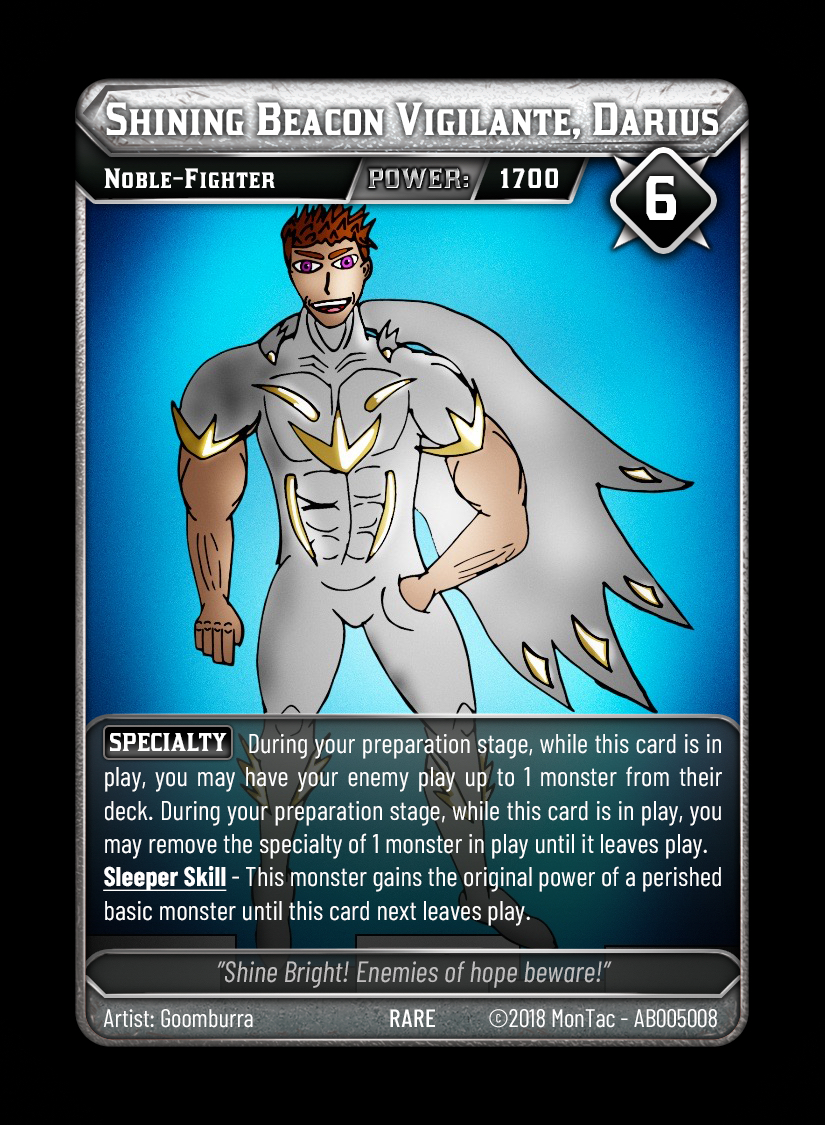 Shining Beacon Vigilante, Darius
Noble-Fighter POWER: 1700
6
SPECIALTY During your preparation stage, while this card is in
play, you may have your enemy play up to 1 monster from their
deck. During your preparation stage, while this card is in play, you
may remove the specialty of 1 monster in play until it leaves play.
Sleeper Skill - This monster gains the original power of a perished
basic monster until this card next leaves play.
"Shine Bright! Enemies of hope beware!"
Artist: Goomburra RARE ©2018 MonTac - AB005008